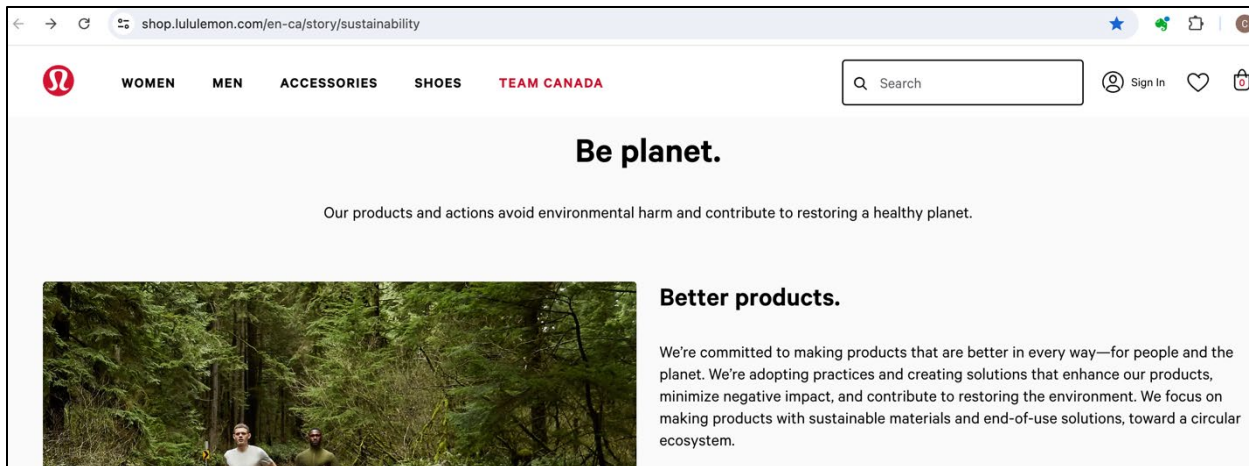 shop.lululemon.com/en-ca/story/sustainability
C
WOMEN MEN ACCESSORIES SHOES TEAM CANADA Search Sign In 0
Be planet.
Our products and actions avoid environmental harm and contribute to restoring a healthy planet.
Better products.
We're committed to making products that are better in every way—for people and the
planet. We're adopting practices and creating solutions that enhance our products,
minimize negative impact, and contribute to restoring the environment. We focus on
making products with sustainable materials and end-of-use solutions, toward a circular
ecosystem.